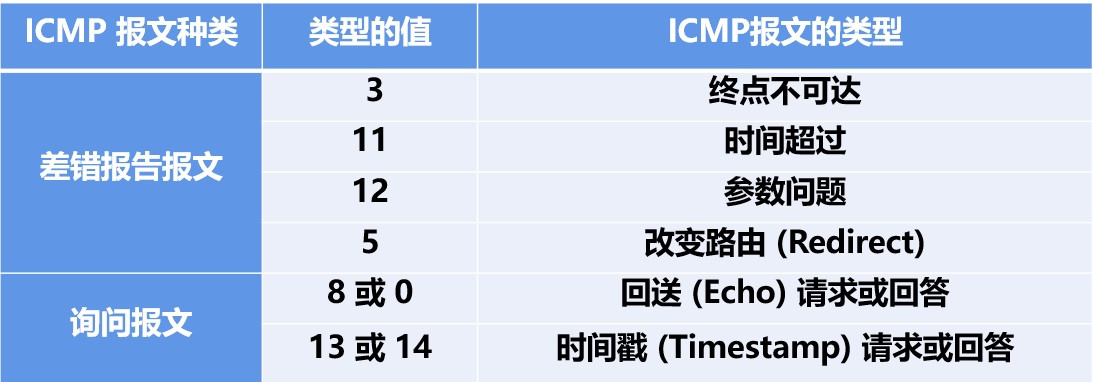 ICMP 报文种类 类型的值 ICMP报文的类型
差错报告报文
3 终点不可达
11 时间超过
12 参数问题
5 改变路由 (Redirect)
询问报文
8 或 0 回送 (Echo) 请求或回答
13 或 14 时间戳 (Timestamp) 请求或回答